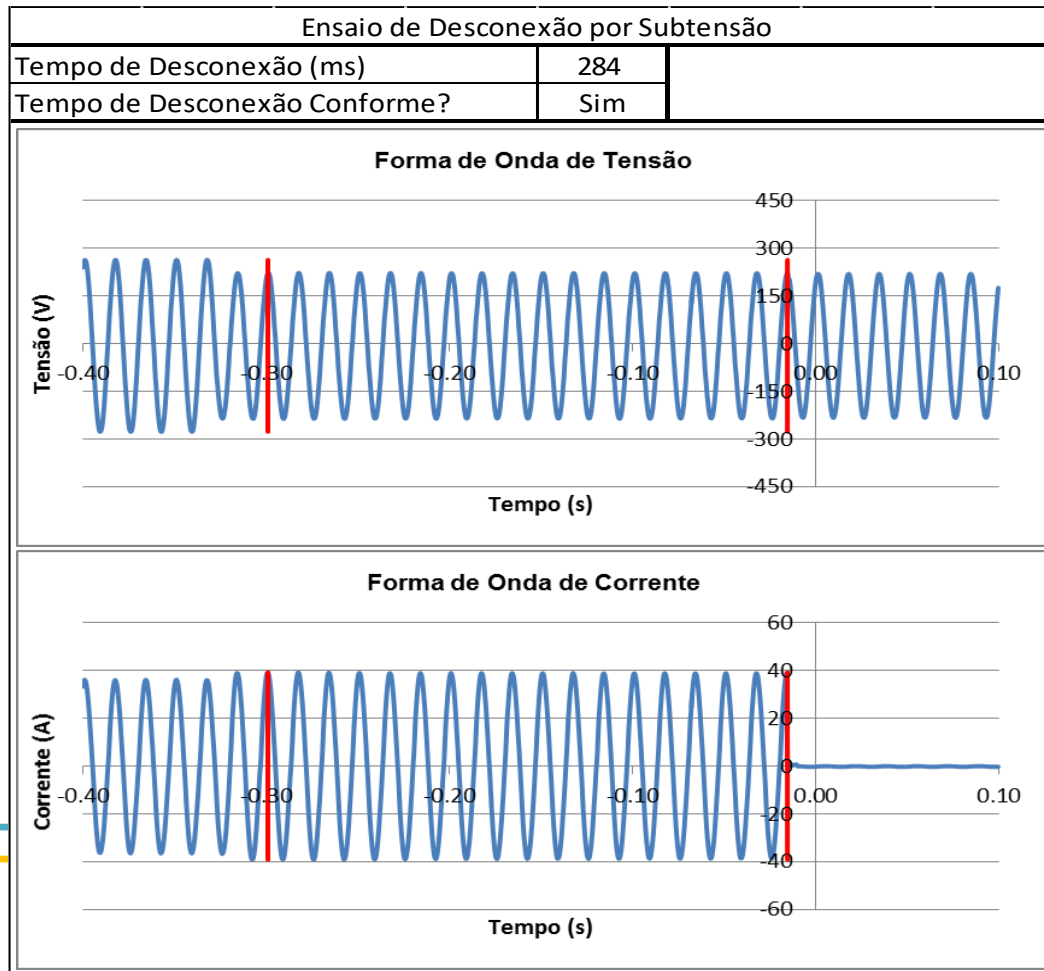 Ensaio de Desconexão por Subtensão
Tempo de Desconexão (ms) 284
Tempo de Desconexão Conforme? Sim
Forma de Onda de Tensão
450
300
150
0
-0.40 -0.30 -0.20 -0.10 0.00 0.10
-150
-300
-450
Tensão (V)
Tempo (s)
Forma de Onda de Corrente
60
40
20
0
-0.40 -0.30 -0.20 -0.10 0.00 0.10
-20
-40
-60
Corrente (A)
Tempo (s)